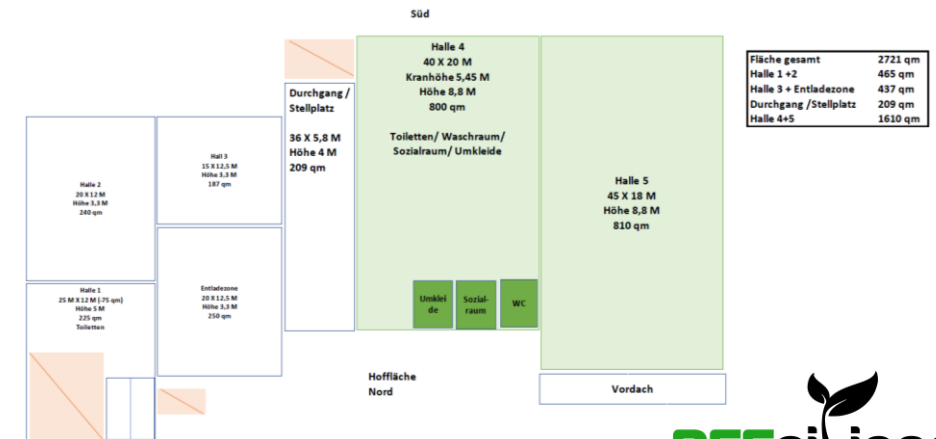 Süd
Halle 4
40 X 20 M
Kranhöhe 5,45 M
Höhe 8,8 M
800 qm
Toiletten/ Waschraum/
Sozialraum/ Umkleide
Fläche gesamt 2721 qm
Halle 1 +2 465 qm
Halle 3 + Entladezone 437 qm
Durchgang /Stellplatz 209 qm
Halle 4+5 1610 qm
Durchgang /
Stellplatz
36 X 5,8 M
Höhe 4 M
209 qm
Hall 3
15 X 12,5 M
Höhe 3,3 M
187 qm
Halle 2
20 X 12 M
Höhe 3,3 M
240 qm
Halle 5
45 X 18 M
Höhe 8,8 M
810 qm
Halle 1
25 M X 12 M (-75 qm)
Höhe 5 M
225 qm
Toiletten
Entladezone
20 X 12,5 M
Höhe 3,3 M
250 qm
Umklei
de
Sozial-
raum
WC
Hoffläche
Nord
Vordach